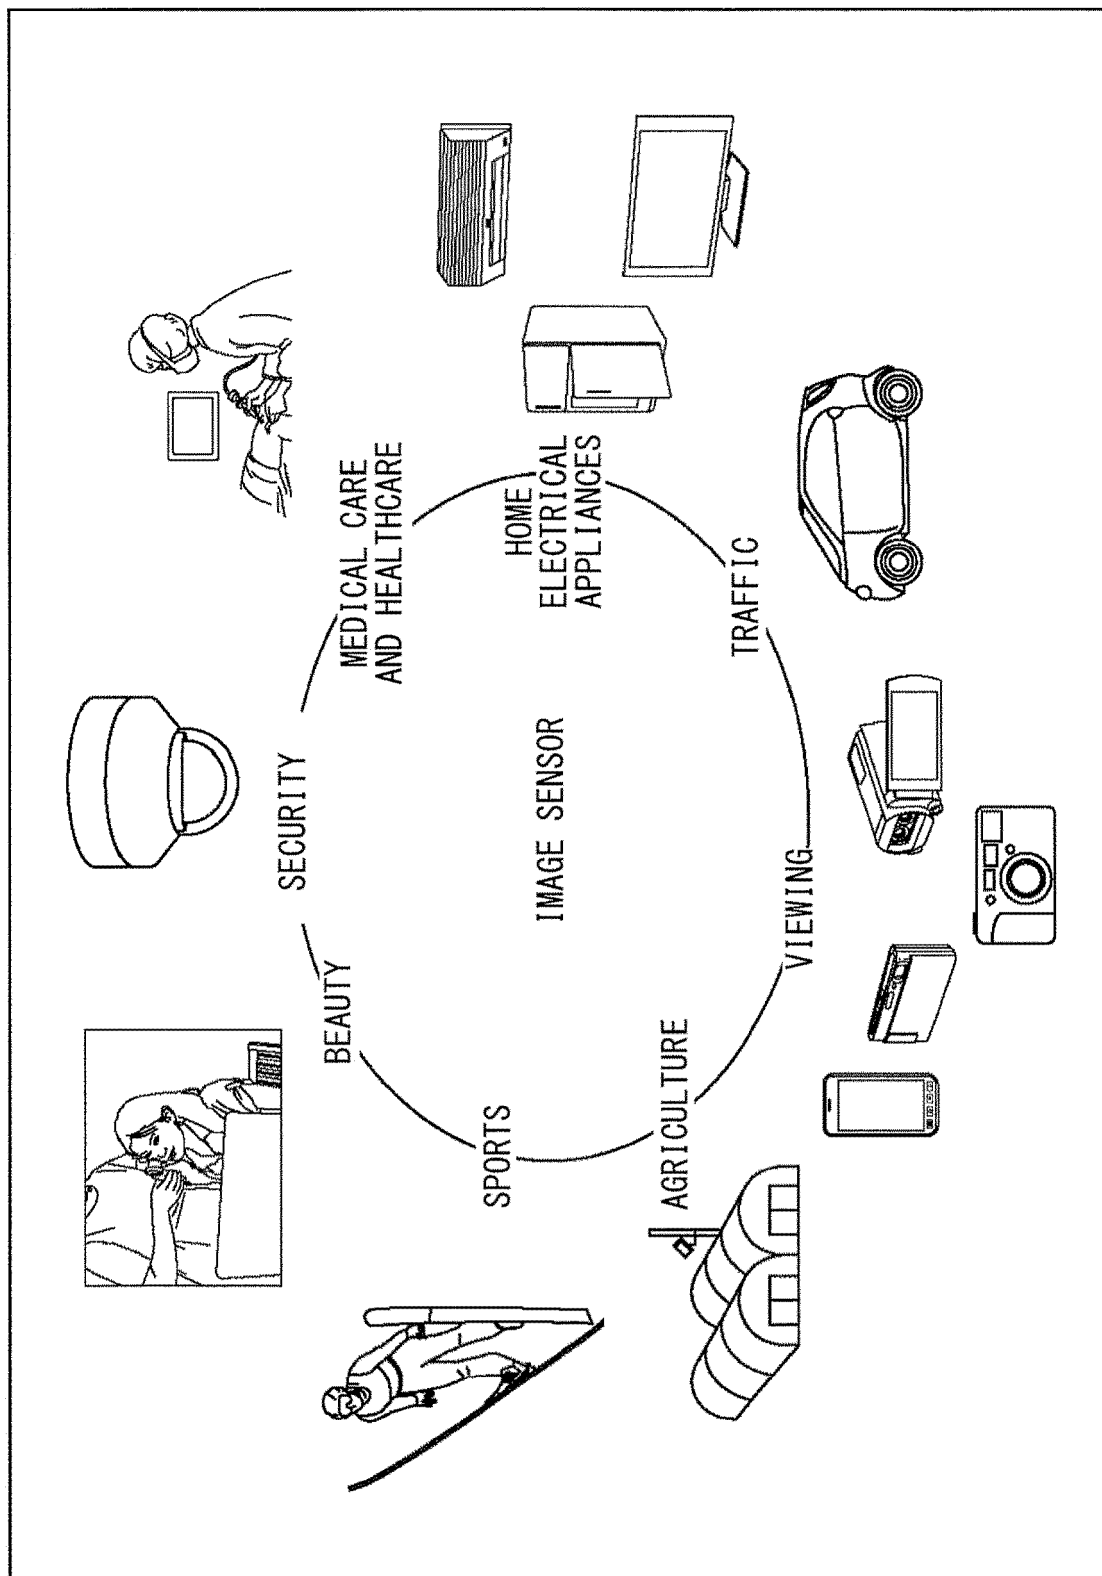 SECURITY
MEDICAL CARE
AND HEALTHCARE
HOME
ELECTRICAL
APPLIANCES
TRAFFIC
VIEWING
AGRICULTURE
SPORTS
BEAUTY
IMAGE SENSOR